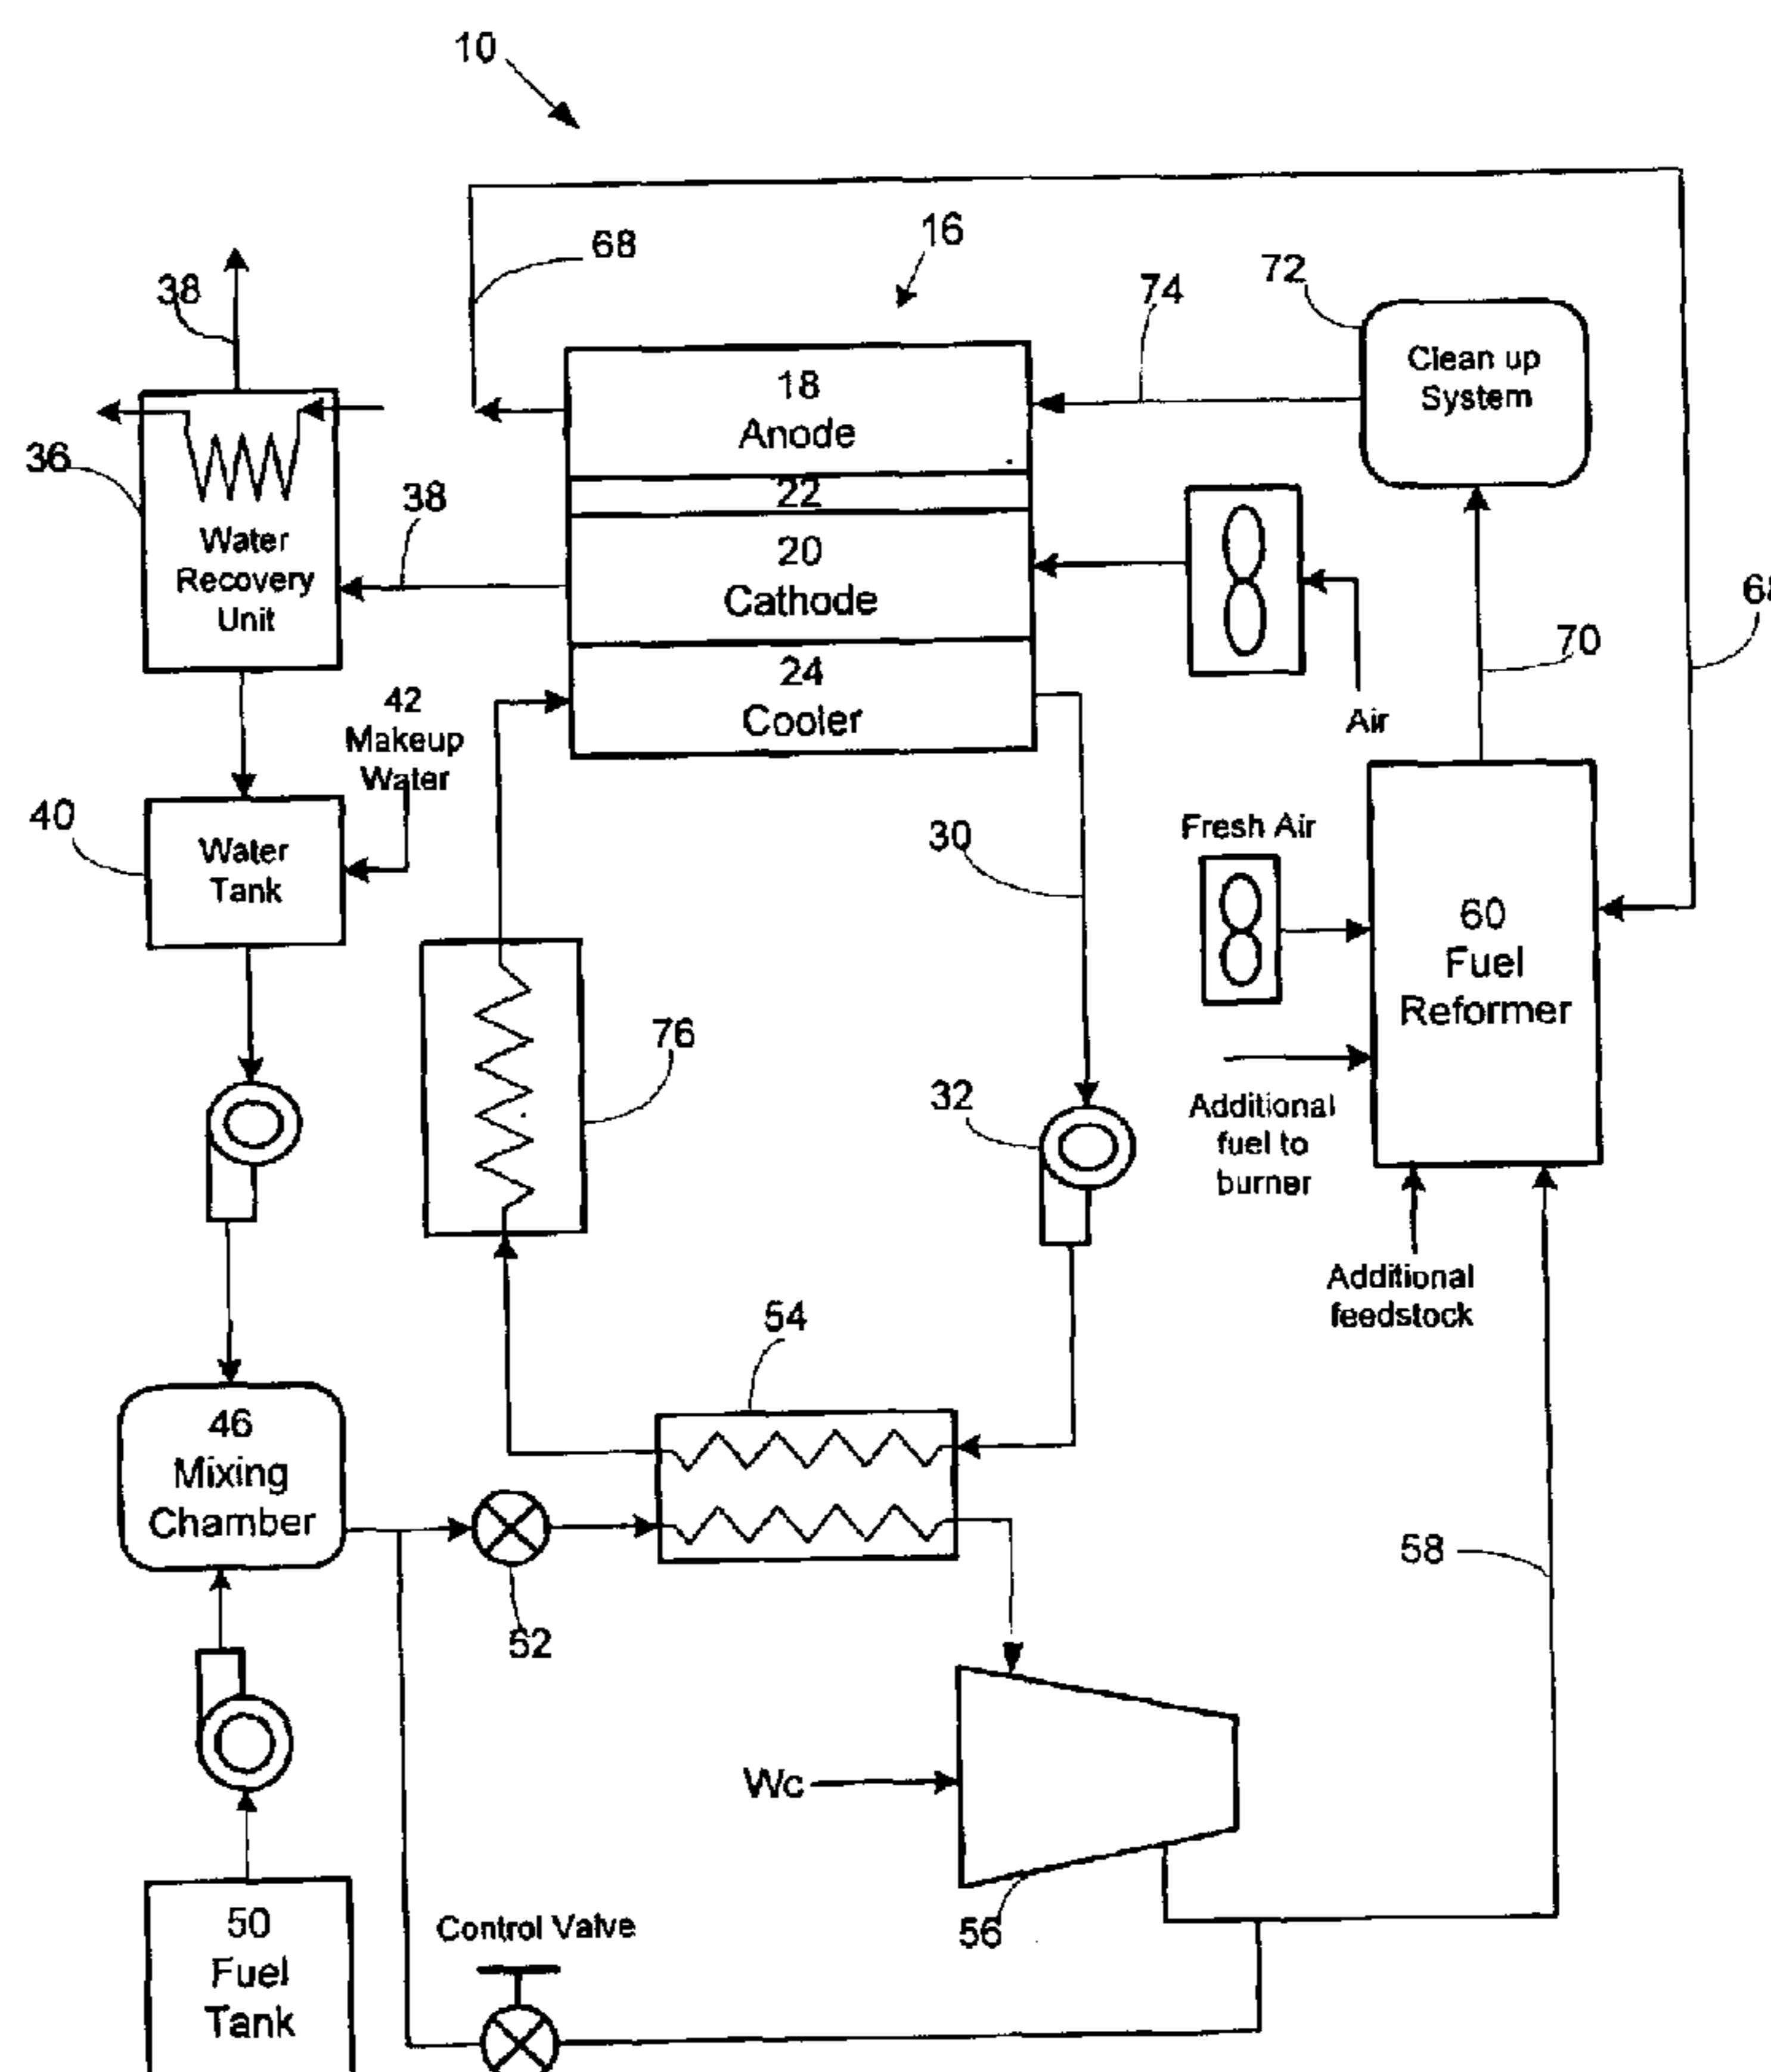 10
68
16
38
72
74
Clean up
System
18
Anode
36
38
22
Water
Recovery
Unit
20
Cathode
68
70
24
Cooler
42
Makeup
Water
Air
40
Water
Tank
30
Fresh Air
60
Fuel
Reformer
76
32
Additional
fuel to
burner
Additional
feedstock
54
46
Mixing
Chamber
58
52
Wc
56
50
Fuel
Tank
Control Valve